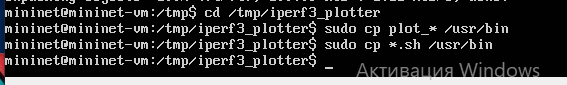 mininet@mininet-vm:/tmp$ cd /tmp/iperf3_plotter
mininet@mininet-vm:/tmp/iperf3_plotter$ sudo cp plot_* /usr/bin
mininet@mininet-vm:/tmp/iperf3_plotter$ sudo cp *.sh /usr/bin
mininet@mininet-vm:/tmp/iperf3_plotter$ _
Активация Windows